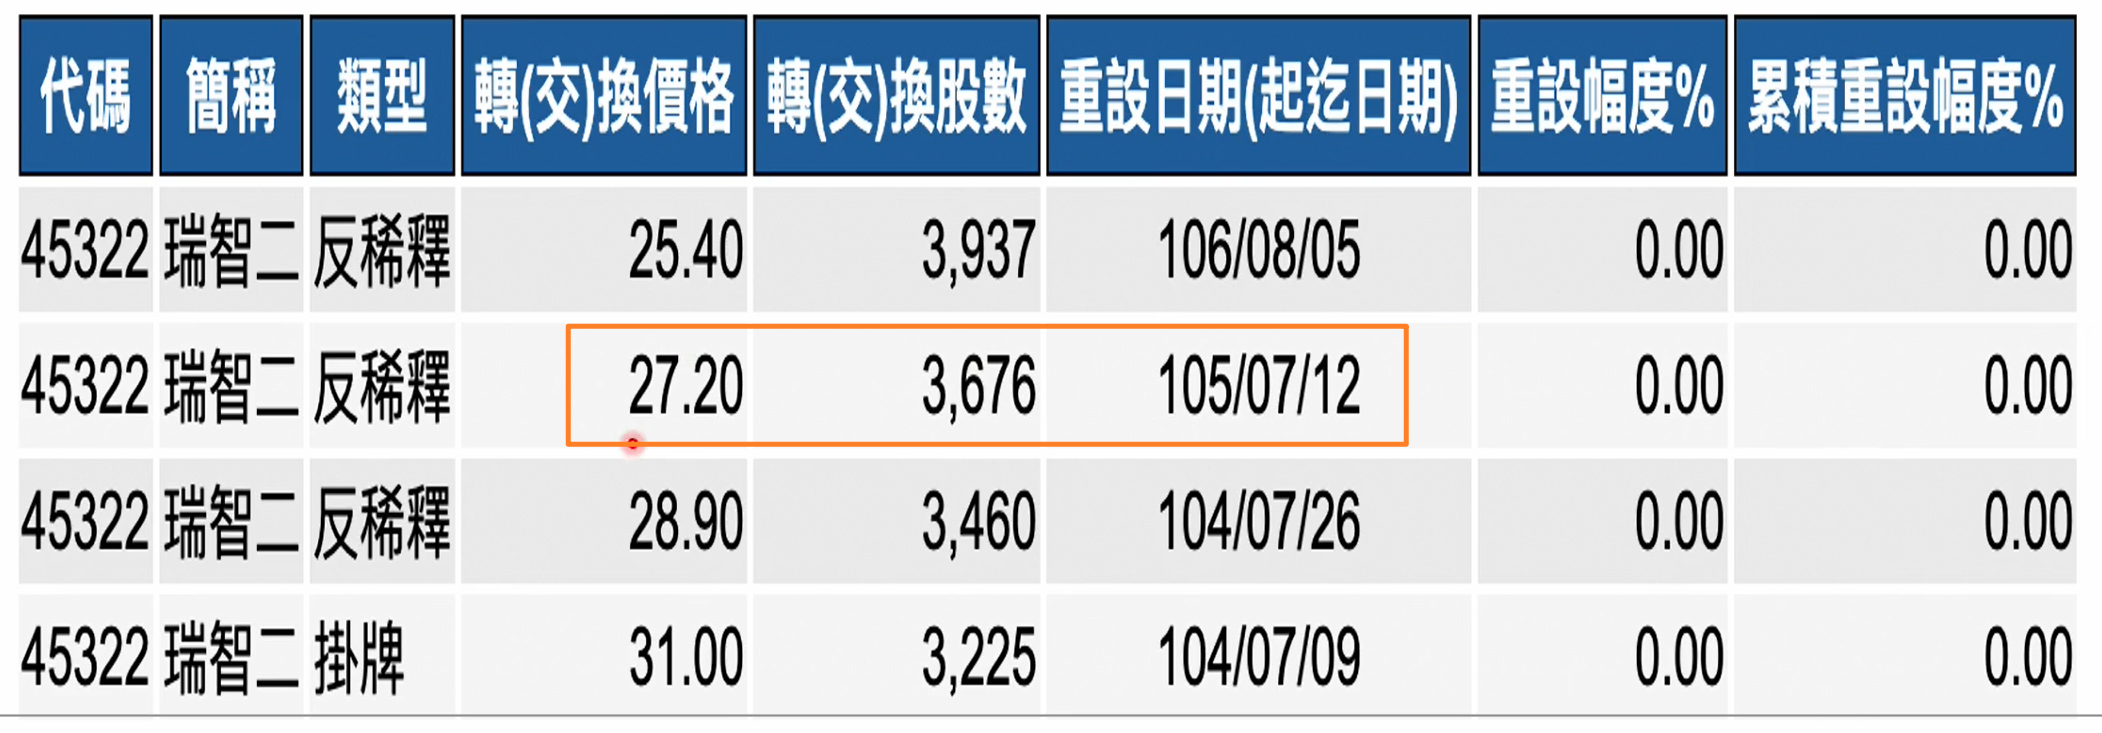 代碼 簡稱 類型 轉(交)換價格 轉(交)換股數 重設日期(起迄日期) 重設幅度% 累積重設幅度%
45322 瑞智二 反稀釋 25.40 3,937 106/08/05 0.00 0.00
45322 瑞智二 反稀釋 27.20 3,676 105/07/12 0.00 0.00
45322 瑞智二 反稀釋 28.90 3,460 104/07/26 0.00 0.00
45322 瑞智二 掛牌 31.00 3,225 104/07/09 0.00 0.00